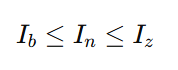 I_b ≤ I_n ≤ I_z